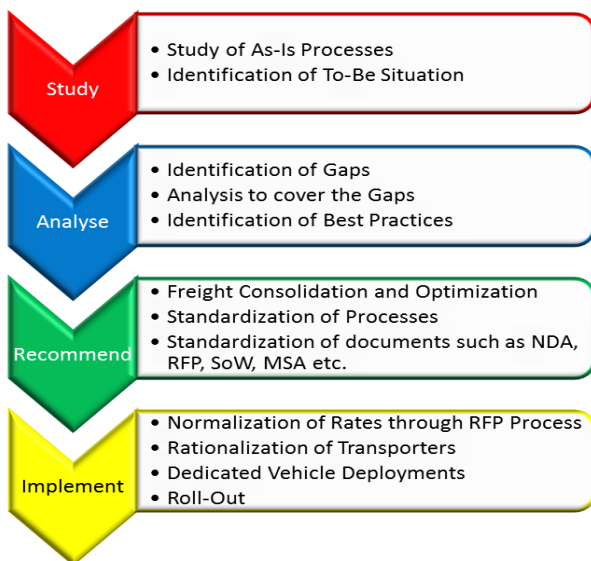 Study
• Study of As-Is Processes
• Identification of To-Be Situation
Analyse
• Identification of Gaps
• Analysis to cover the Gaps
• Identification of Best Practices
Recommend
• Freight Consolidation and Optimization
• Standardization of Processes
• Standardization of documents such as NDA,
RFP, SoW, MSA etc.
Implement
• Normalization of Rates through RFP Process
• Rationalization of Transporters
• Dedicated Vehicle Deployments
• Roll-Out